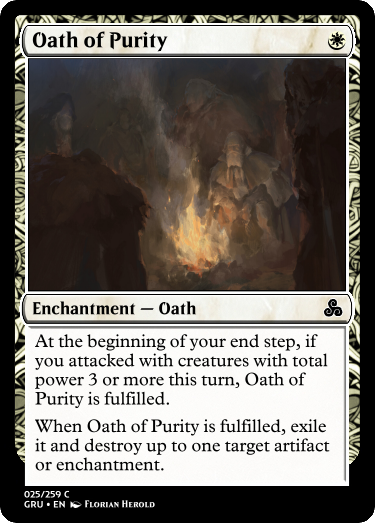 Oath of Purity
Enchantment — Oath
At the beginning of your end step, if
you attacked with creatures with total
power 3 or more this turn, Oath of
Purity is fulfilled.
When Oath of Purity is fulfilled, exile
it and destroy up to one target artifact
or enchantment.
025/259 C
GRU • EN Florian Herold